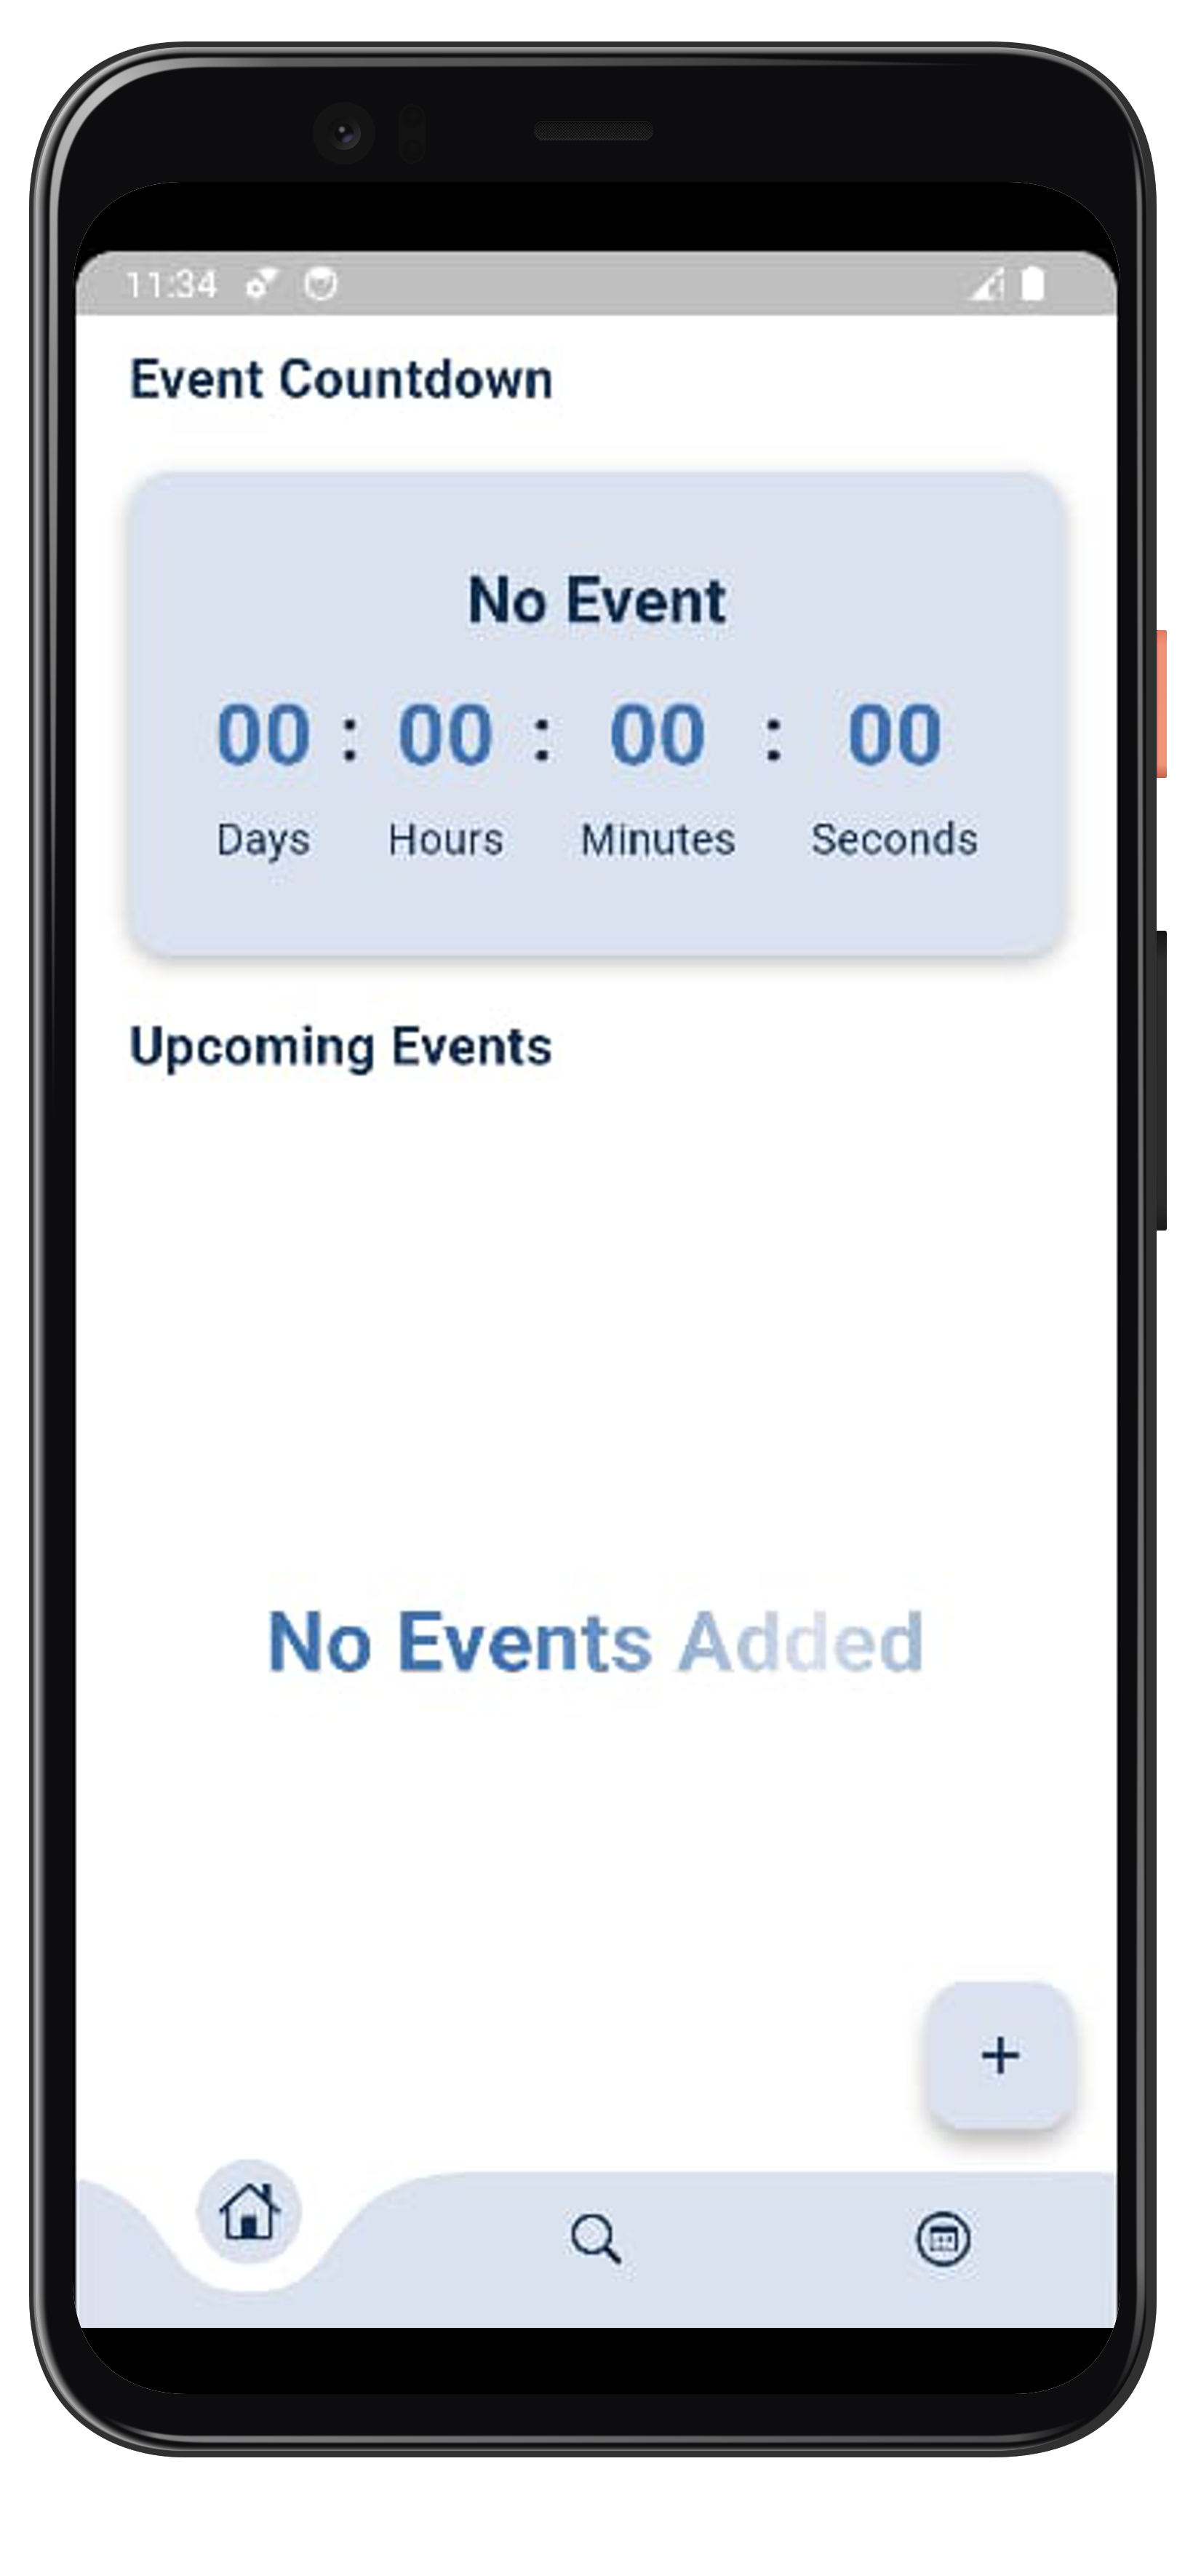 11:34
Event Countdown
No Event
00 : 00 : 00 : 00
Days Hours Minutes Seconds
Upcoming Events
No Events Added
+